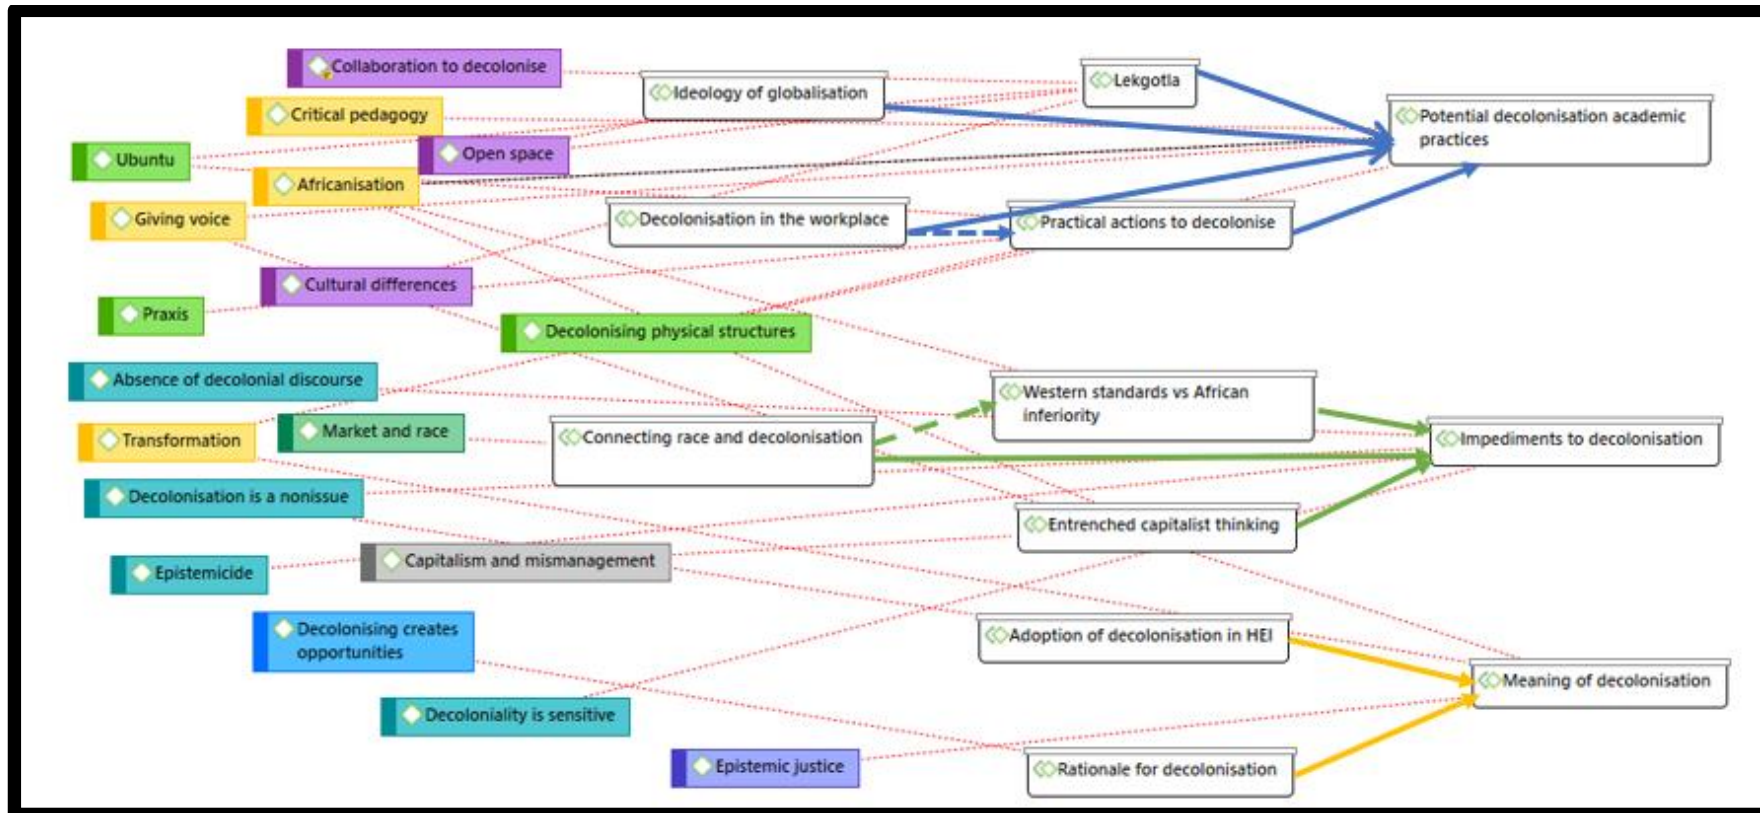 Collaboration to decolonise
Ideology of globalisation
Lekgotla
Critical pedagogy
Potential decolonisation academic
practices
Ubuntu
Open space
Africanisation
Giving voice
Decolonisation in the workplace
Practical actions to decolonise
Cultural differences
Praxis
Decolonising physical structures
Absence of decolonial discourse
Western standards vs African
inferiority
Transformation
Market and race
Connecting race and decolonisation
Impediments to decolonisation
Decolonisation is a nonissue
Entrenched capitalist thinking
Epistemicide
Capitalism and mismanagement
Decolonising creates
opportunities
Adoption of decolonisation in HEI
Meaning of decolonisation
Decoloniality is sensitive
Epistemic justice
Rationale for decolonisation